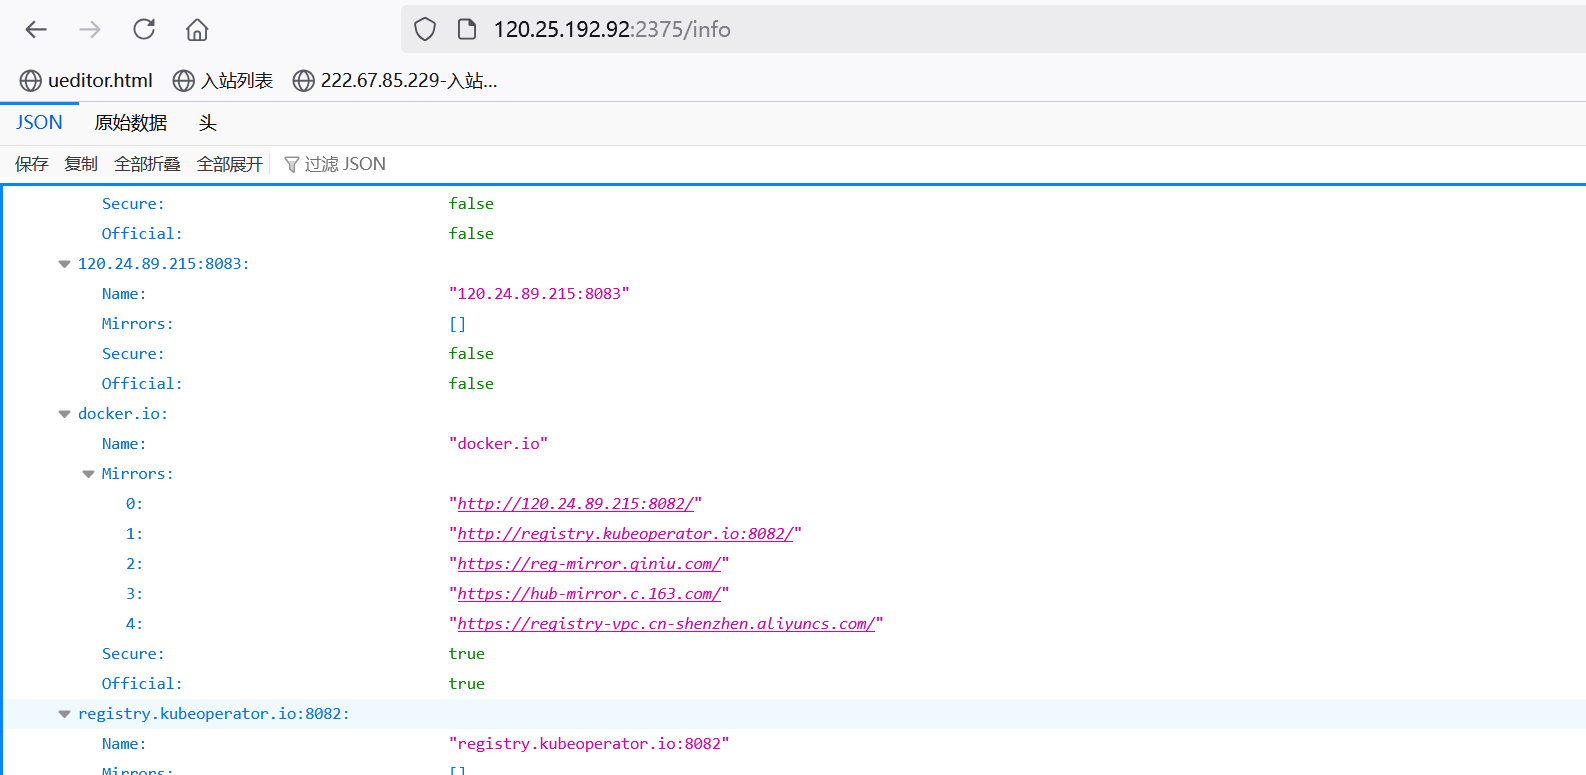 120.25.192.92:2375/info
ueditor.html 入站列表 222.67.85.229-入站...
JSON 原始数据 头
保存 复制 全部折叠 全部展开 过滤 JSON
Secure: false
Official: false
120.24.89.215:8083:
Name: "120.24.89.215:8083"
Mirrors: []
Secure: false
Official: false
docker.io:
Name: "docker.io"
Mirrors:
0: "http://120.24.89.215:8082/"
1: "http://registry.kubeoperator.io:8082/"
2: "https://reg-mirror.qiniu.com/"
3: "https://hub-mirror.c.163.com/"
4: "https://registry-vpc.cn-shenzhen.aliyuncs.com/"
Secure: true
Official: true
registry.kubeoperator.io:8082:
Name: "registry.kubeoperator.io:8082"
Mirrors: []